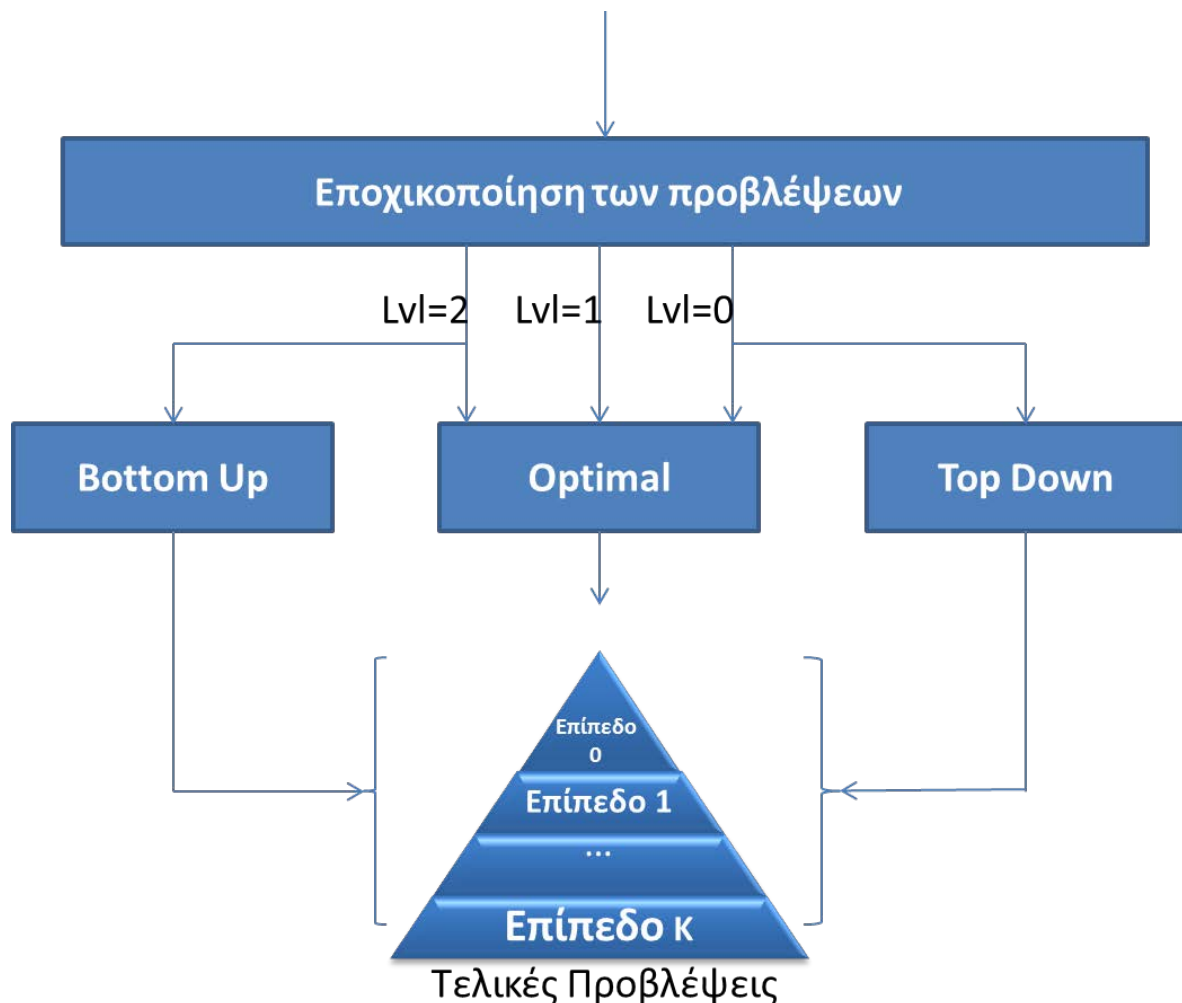 Εποχικοποίηση των προβλέψεων
Lvl=2 Lvl=1 Lvl=0
Bottom Up
Optimal
Top Down
Επίπεδο
0
Επίπεδο 1
...
Επίπεδο κ
Τελικές Προβλέψεις